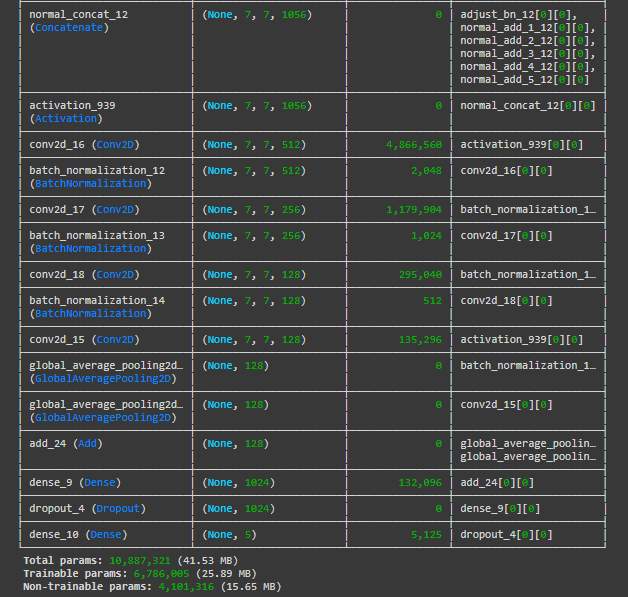 normal_concat_12 (None, 7, 7, 1056) 0 adjust_bn_12[0][0],
(Concatenate) normal_add_1_12[0][0],
normal_add_2_12[0][0],
normal_add_3_12[0][0],
normal_add_4_12[0][0],
normal_add_5_12[0][0]
activation_939 (None, 7, 7, 1056) 0 normal_concat_12[0][0]
(Activation)
conv2d_16 (Conv2D) (None, 7, 7, 512) 4,866,560 activation_939[0][0]
batch_normalization_12 (None, 7, 7, 512) 2,048 conv2d_16[0][0]
(BatchNormalization)
conv2d_17 (Conv2D) (None, 7, 7, 256) 1,179,904 batch_normalization_1…
batch_normalization_13 (None, 7, 7, 256) 1,024 conv2d_17[0][0]
(BatchNormalization)
conv2d_18 (Conv2D) (None, 7, 7, 128) 295,040 batch_normalization_1…
batch_normalization_14 (None, 7, 7, 128) 512 conv2d_18[0][0]
(BatchNormalization)
conv2d_15 (Conv2D) (None, 7, 7, 128) 135,296 activation_939[0][0]
global_average_pooling2d… (None, 128) 0 batch_normalization_1…
(GlobalAveragePooling2D)
global_average_pooling2d… (None, 128) 0 conv2d_15[0][0]
(GlobalAveragePooling2D)
add_24 (Add) (None, 128) 0 global_average_poolin…
global_average_poolin…
dense_9 (Dense) (None, 1024) 132,096 add_24[0][0]
dropout_4 (Dropout) (None, 1024) 0 dense_9[0][0]
dense_10 (Dense) (None, 5) 5,125 dropout_4[0][0]
Total params: 10,887,321 (41.53 MB)
Trainable params: 6,786,005 (25.89 MB)
Non-trainable params: 4,101,316 (15.65 MB)